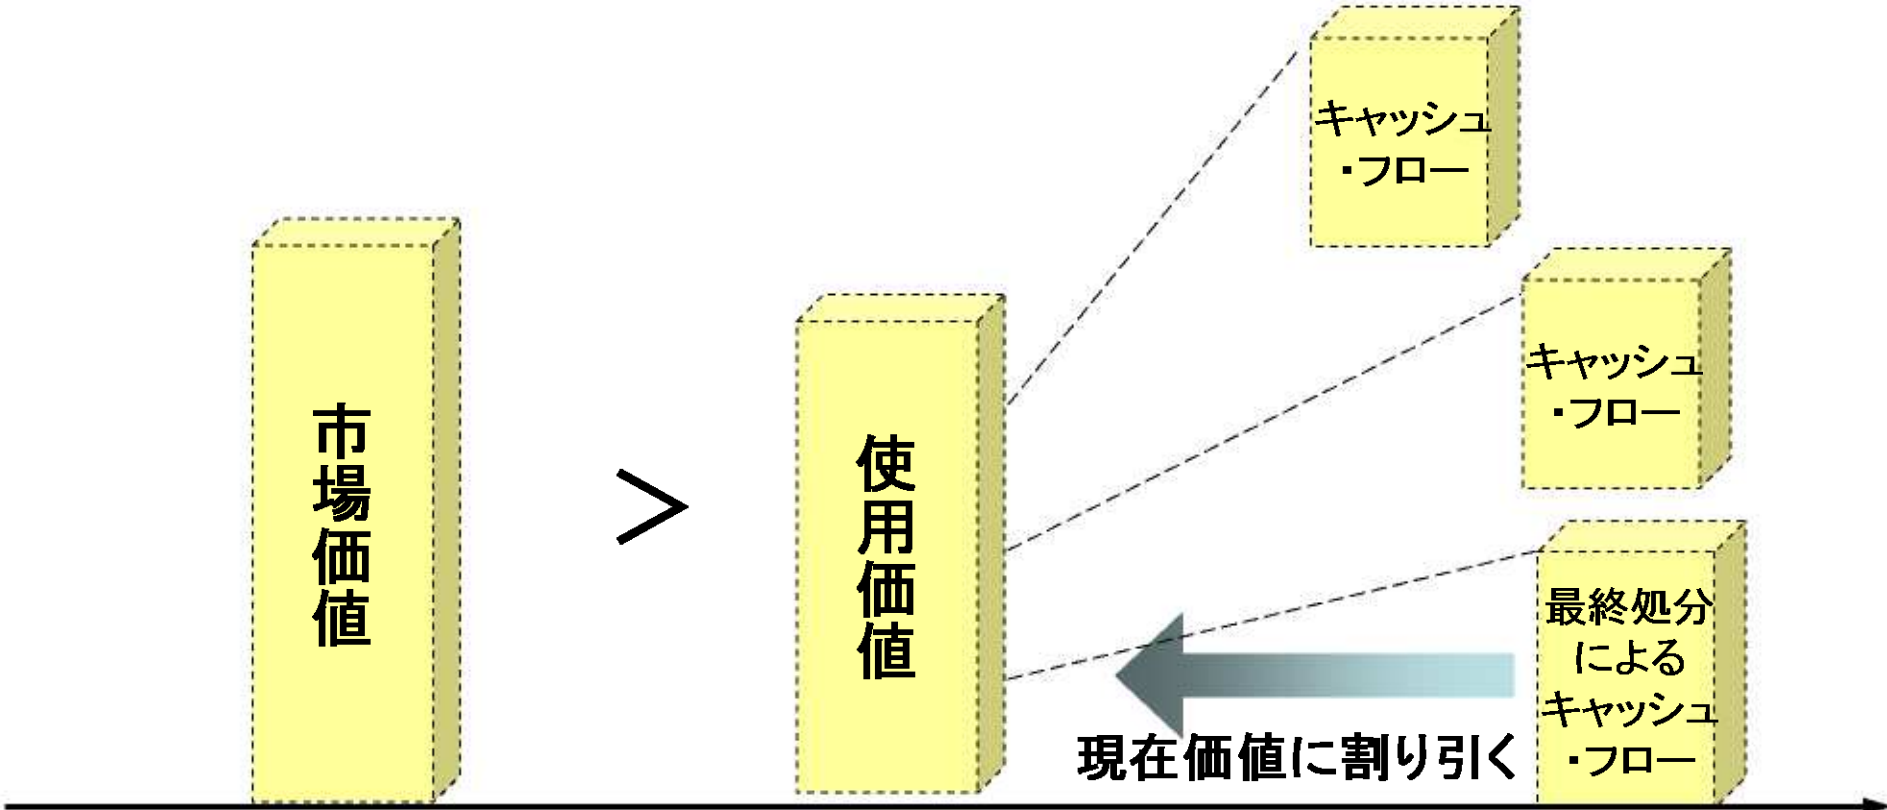 市場価値
＞
使用価値
キャッシュ
・フロー
キャッシュ
・フロー
最終処分
による
キャッシュ
・フロー
現在価値に割り引く